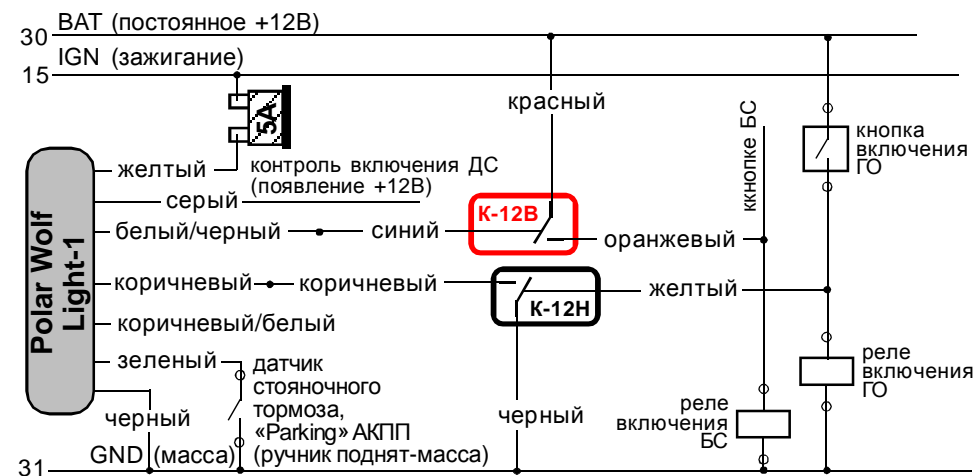 30
BAT (постоянное +12В)
15
IGN (зажигание)
5А
красный
ккнопке БС
кнопка
включения
ГО
Polar Wolf
Light-1
желтый
контроль включения ДС
(появление +12В)
серый
К-12В
белый/черный
синий
оранжевый
коричневый
коричневый
К-12Н
желтый
коричневый/белый
зеленый
датчик
стояночного
тормоза,
«Parking» АКПП
(ручник поднят-масса)
черный
черный
реле
включения
БС
реле
включения
ГО
31
GND (масса)